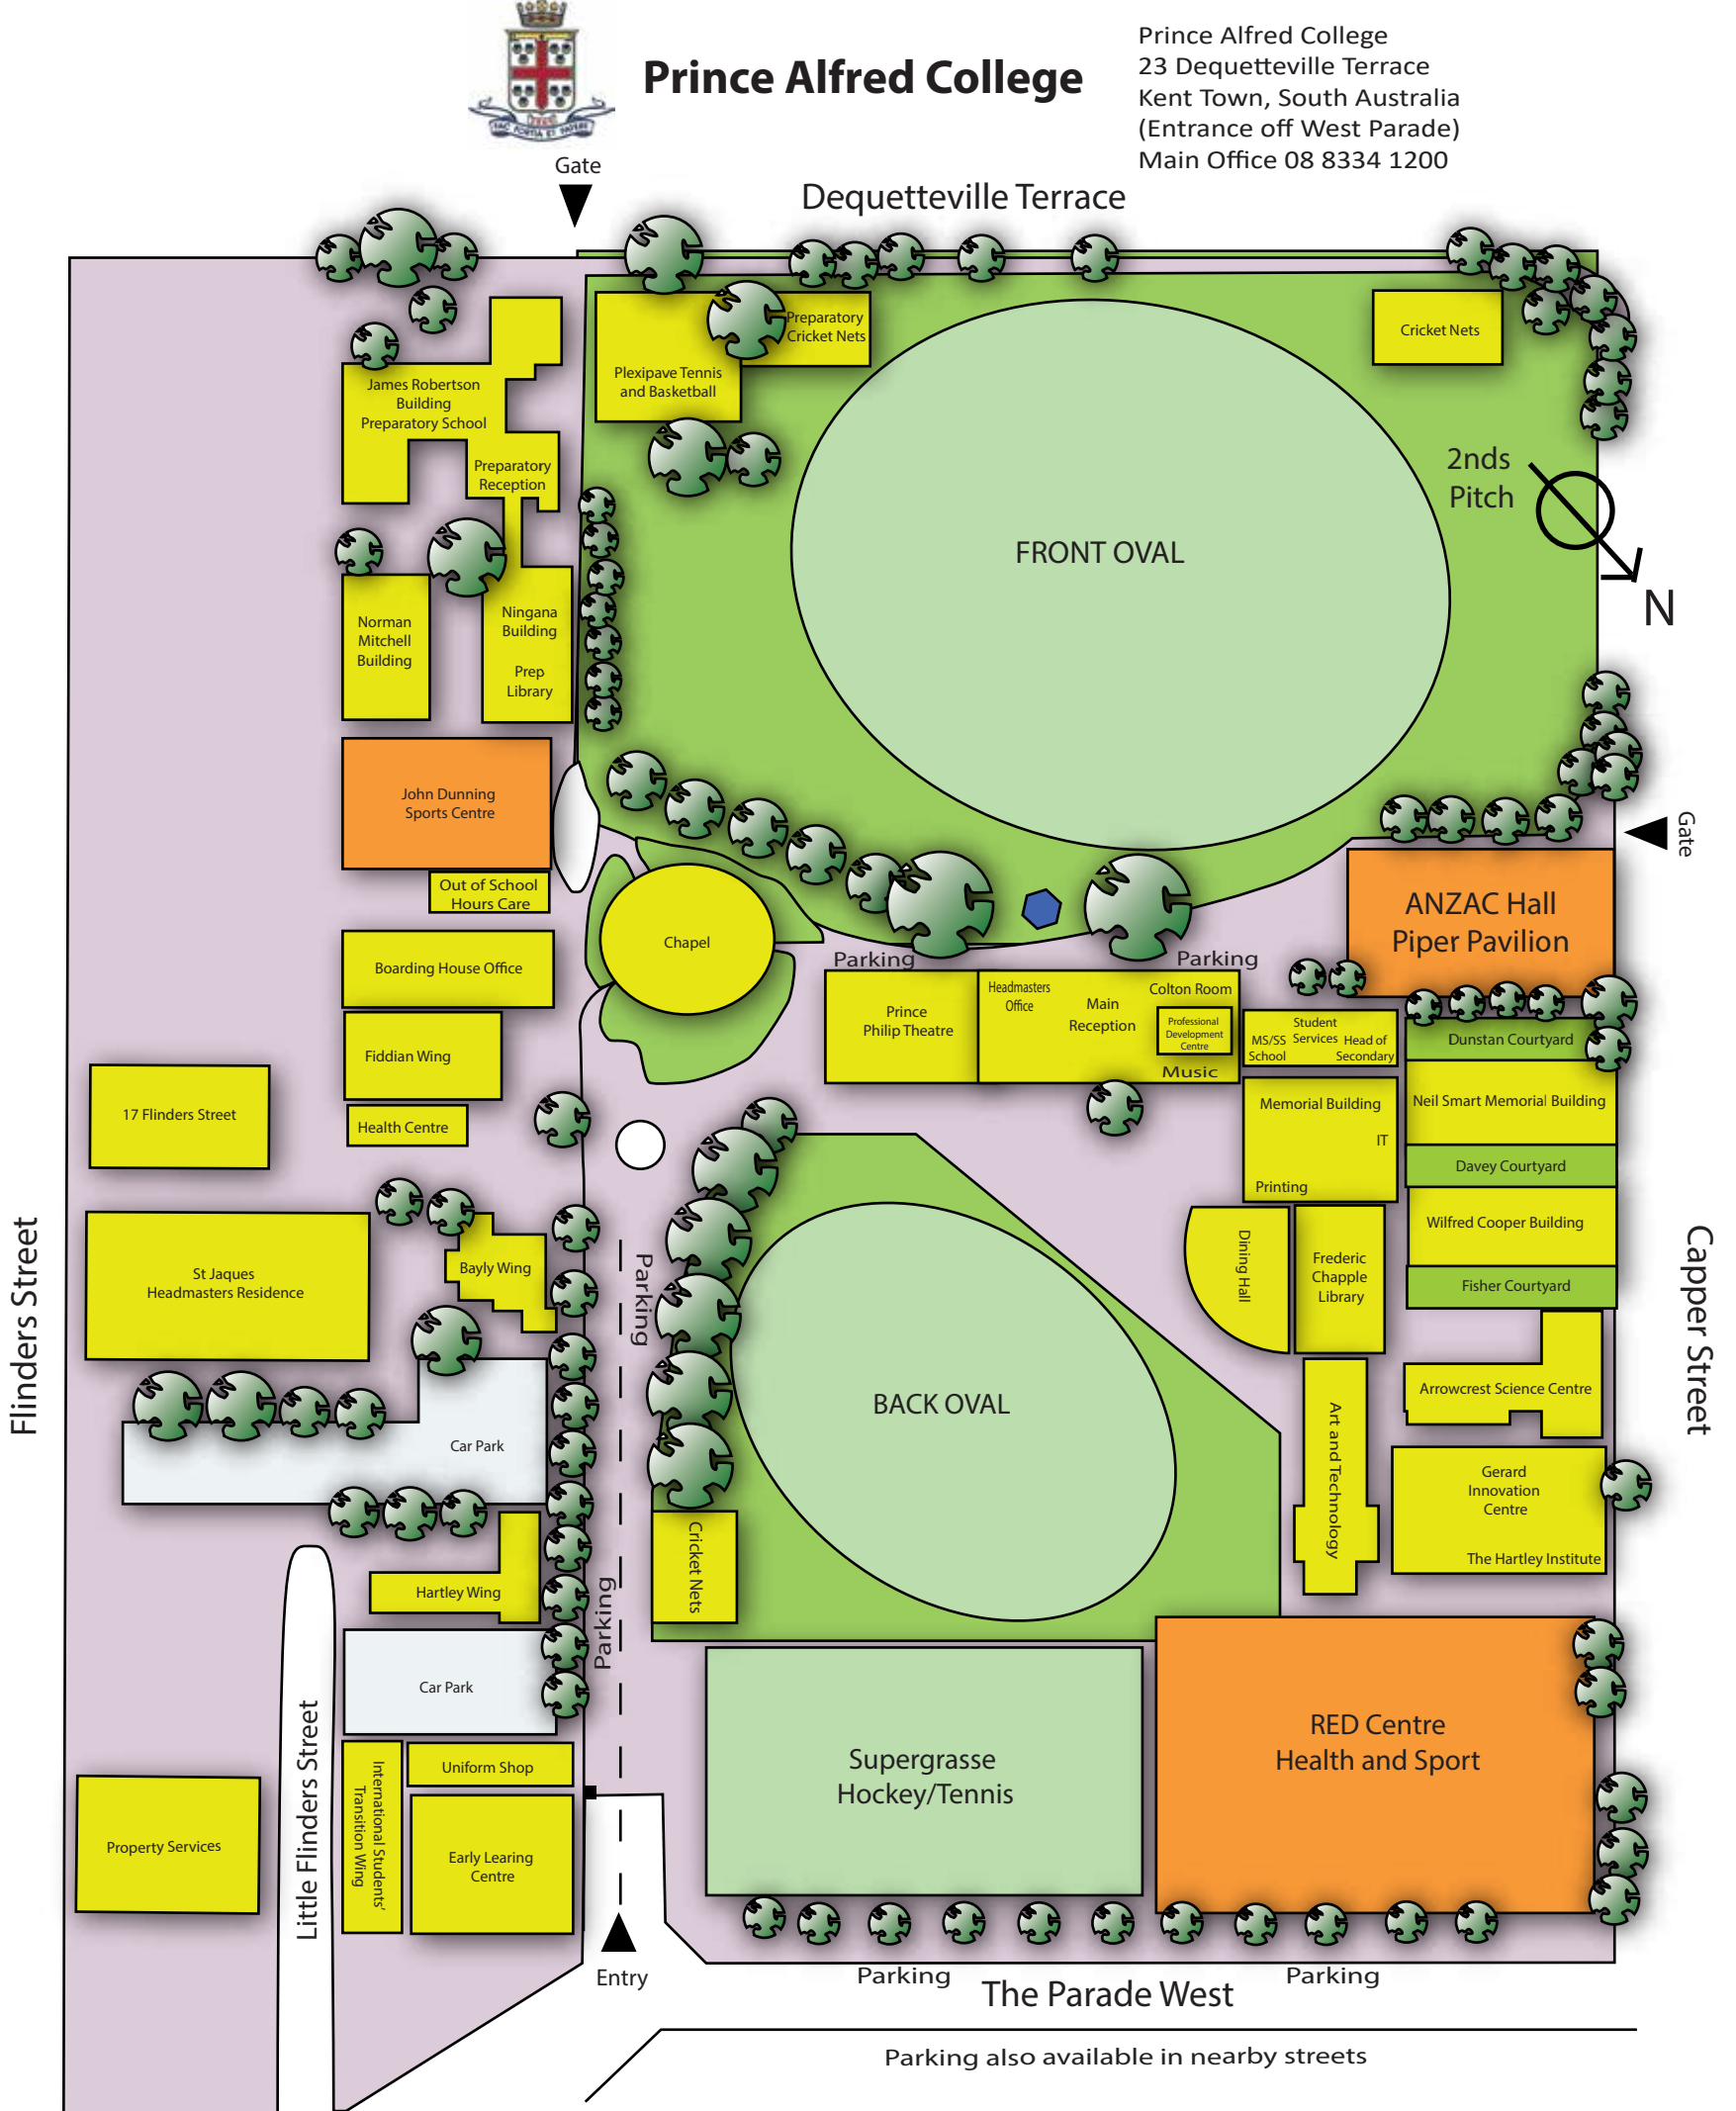 Prince Alfred College
Prince Alfred College
23 Dequetteville Terrace
Kent Town, South Australia
(Entrance off West Parade)
Main Office 08 8334 1200
FAC FORTIA ET PATERE
Gate
Dequetteville Terrace
Preparatory
Cricket Nets
Plexipave Tennis
and Basketball
Cricket Nets
James Robertson
Building
Preparatory School
Preparatory
Reception
2nds
Pitch
N
FRONT OVAL
Norman
Mitchell
Building
Ningana
Building
Prep
Library
John Dunning
Sports Centre
Out of School
Hours Care
Gate
ANZAC Hall
Piper Pavilion
Chapel
Boarding House Office
Parking
Parking
Prince
Philip Theatre
Headmasters
Office
Main
Reception
Colton Room
Professional
Development
Centre
Music
Student
Services
MS/SS
School
Head of
Secondary
Dunstan Courtyard
Fiddian Wing
17 Flinders Street
Health Centre
Memorial Building
IT
Printing
Neil Smart Memorial Building
Davey Courtyard
Wilfred Cooper Building
Fisher Courtyard
Flinders Street
St Jaques
Headmasters Residence
Bayly Wing
Parking
Dining Hall
Frederic
Chapple
Library
Capper Street
BACK OVAL
Arrowcrest Science Centre
Car Park
Art and Technology
Gerard
Innovation
Centre
The Hartley Institute
Cricket Nets
Hartley Wing
Parking
Car Park
Little Flinders Street
RED Centre
Health and Sport
Supergrasse
Hockey/Tennis
Uniform Shop
International Students'
Transition Wing
Property Services
Early Learing
Centre
Entry
Parking
Parking
The Parade West
Parking also available in nearby streets